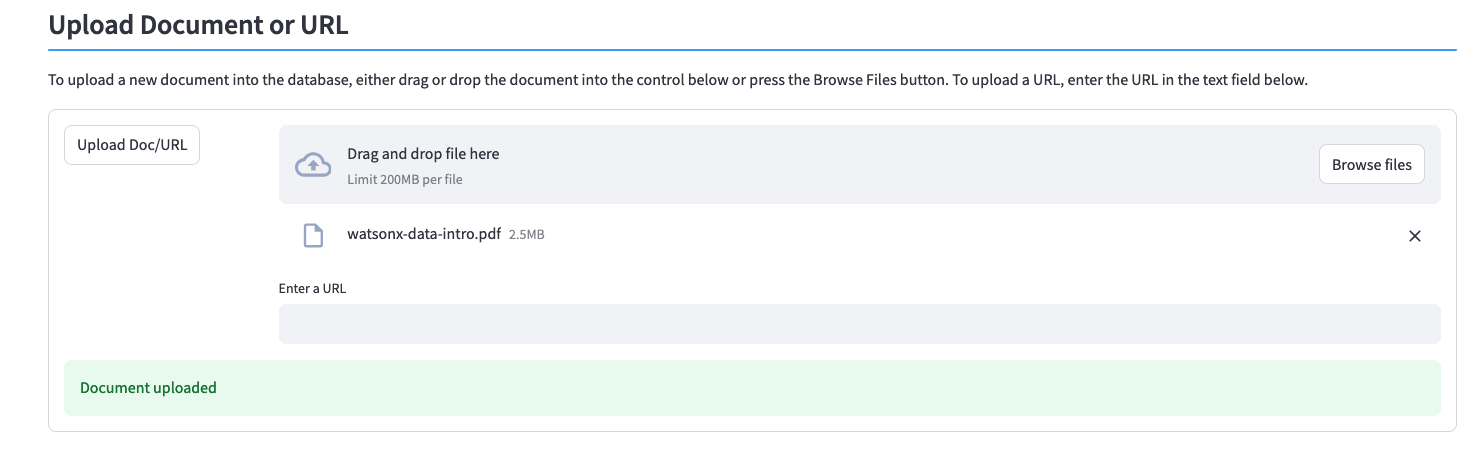 Upload Document or URL
To upload a new document into the database, either drag or drop the document into the control below or press the Browse Files button. To upload a URL, enter the URL in the text field below.
Upload Doc/URL
Drag and drop file here
Limit 200MB per file
Browse files
watsonx-data-intro.pdf 2.5MB
Enter a URL
Document uploaded